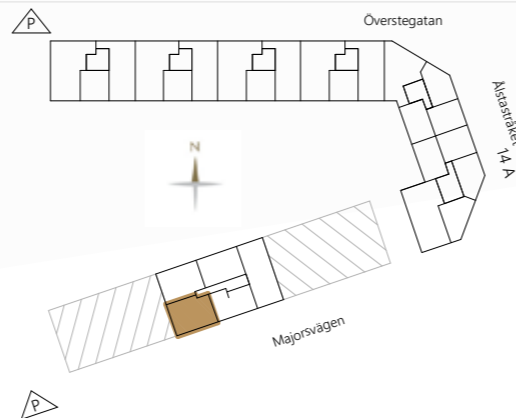 P
Överstegatan
Ålstastråket
14 A
N
Majorsvägen
P